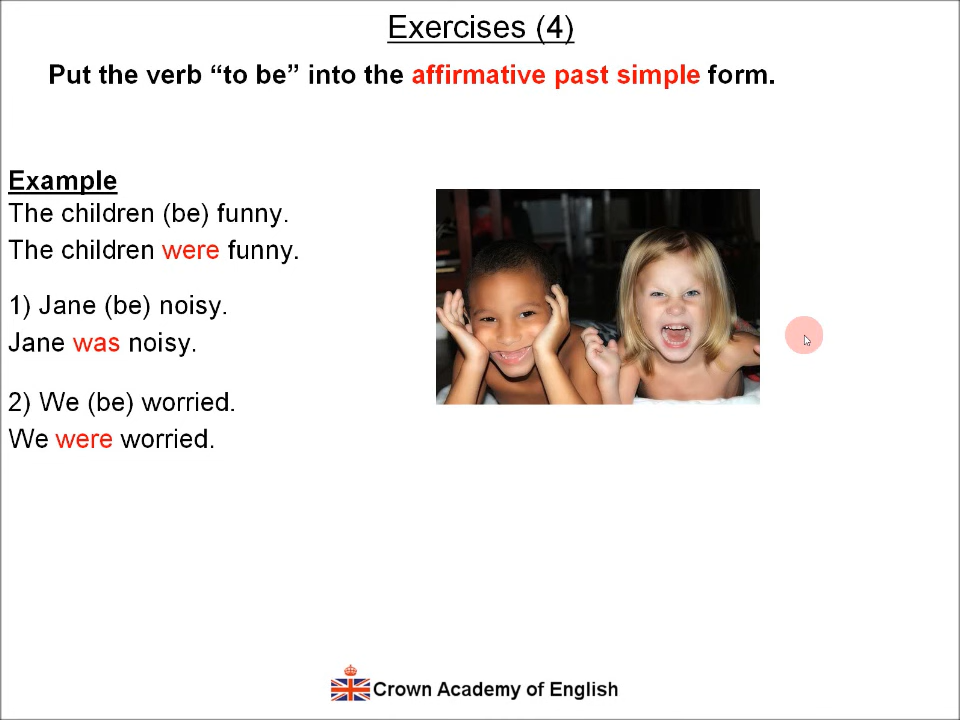 Exercises (4)
Put the verb “to be” into the affirmative past simple form.
Example
The children (be) funny.
The children were funny.
1) Jane (be) noisy.
Jane was noisy.
2) We (be) worried.
We were worried.
Crown Academy of English